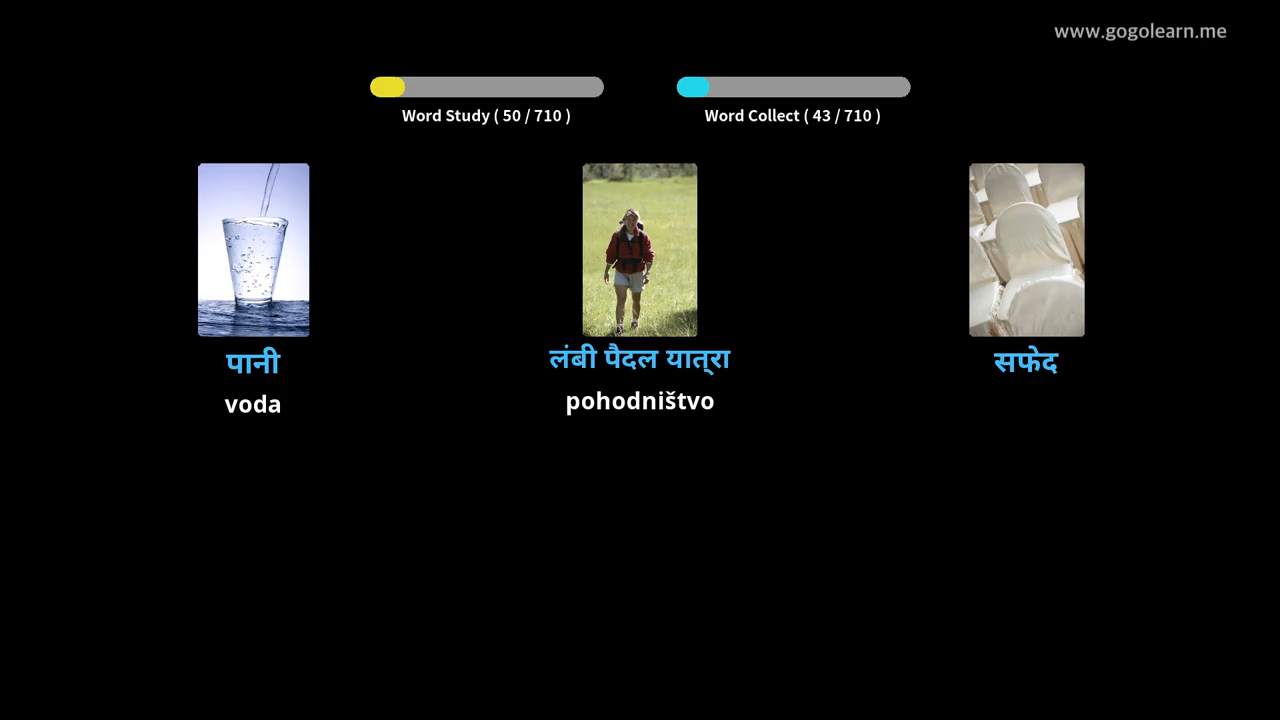 www.gogolearn.me
Word Study ( 50 / 710 )
Word Collect ( 43 / 710 )
पानी
voda
लंबी पैदल यात्रा
pohodništvo
सफेद